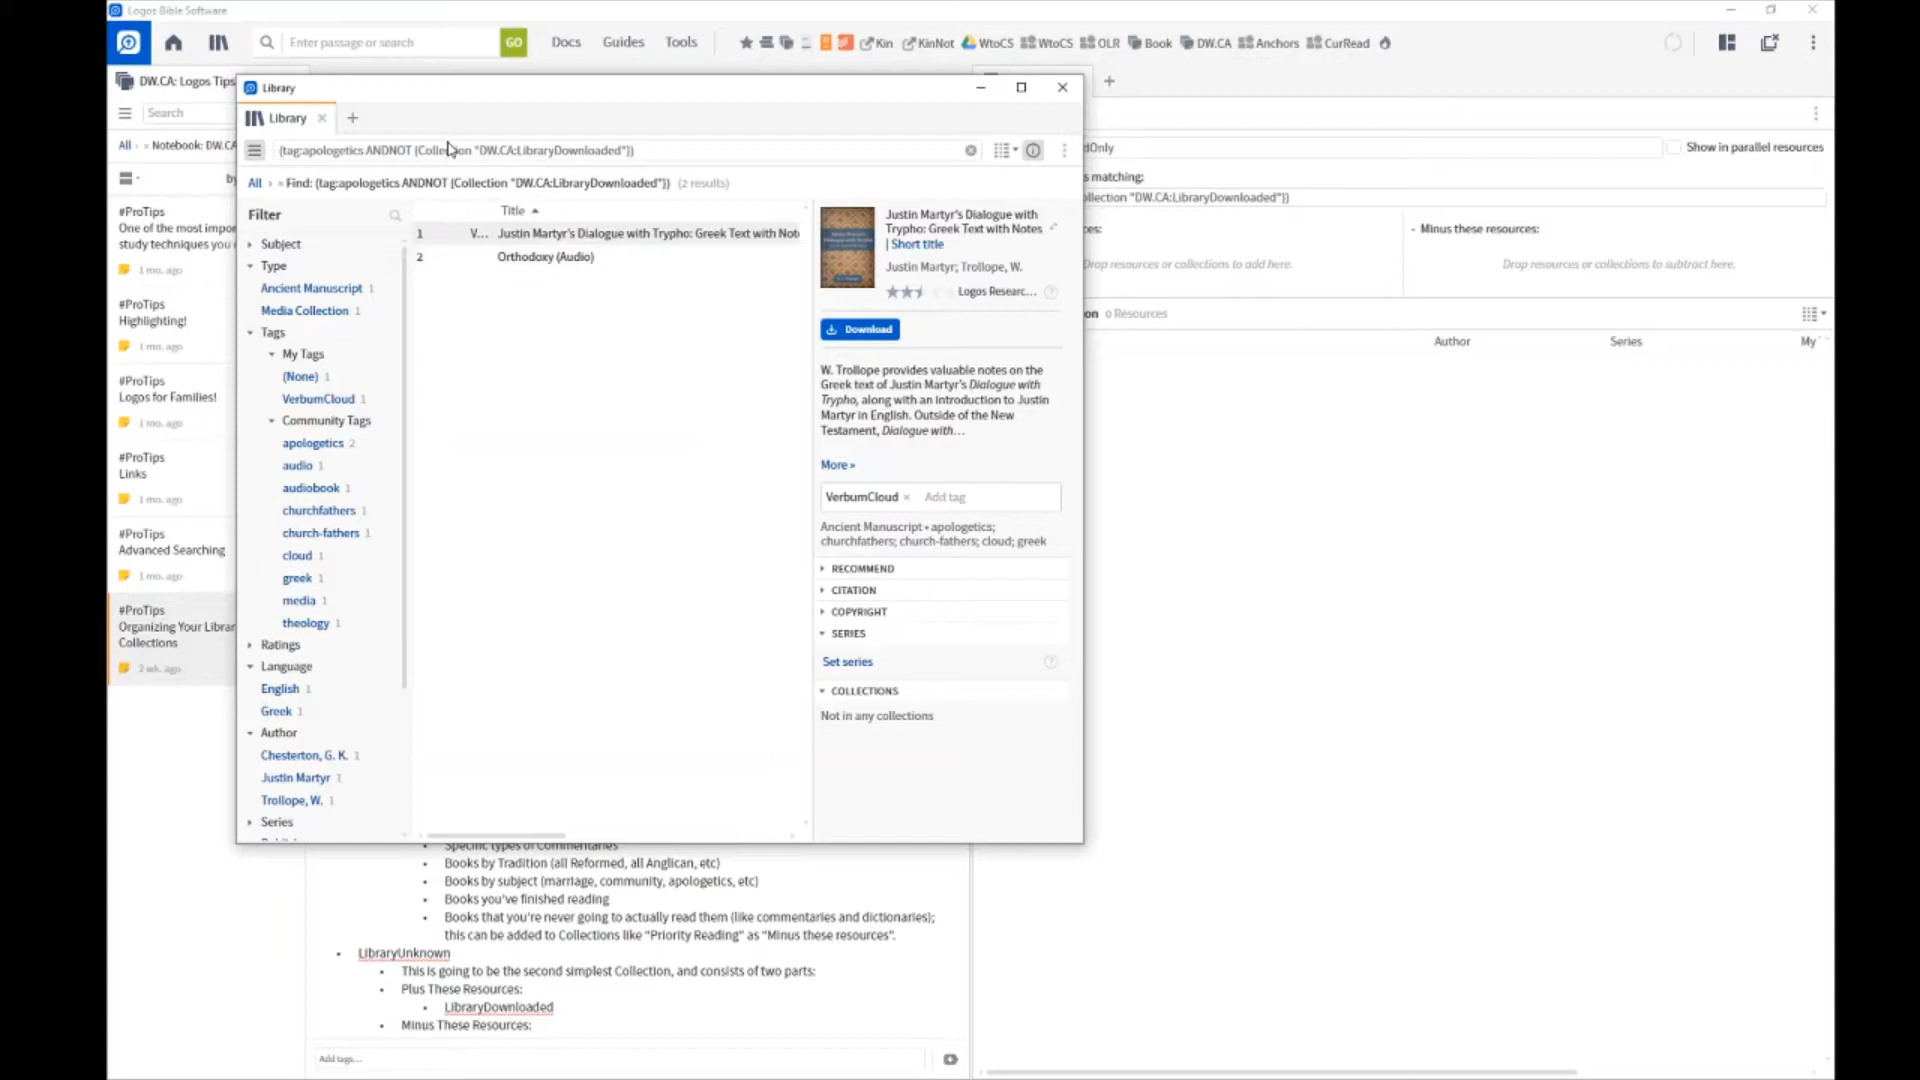 Logos Bible Software
Enter passage or search
GO
Docs
Guides
Tools
Kin
KinNot
WtoCS
WtoCS
OLR
Book
DW.CA
Anchors
CurRead
DW.CA: Logos Tips
Search
All › » Notebook: DW.CA
by
#ProTips
One of the most impor
study techniques you
1 mo. ago
#ProTips
Highlighting!
1 mo. ago
#ProTips
Logos for Families!
1 mo. ago
#ProTips
Links
1 mo. ago
#ProTips
Advanced Searching
1 mo. ago
#ProTips
Organizing Your Librar
Collections
2 wk. ago
Library
Library
(tag:apologetics ANDNOT {Collection "DW.CA:LibraryDownloaded"})
All › » Find: (tag:apologetics ANDNOT {Collection "DW.CA:LibraryDownloaded"}) (2 results)
Filter
Subject
Type
Ancient Manuscript 1
Media Collection 1
Tags
My Tags
(None) 1
VerbumCloud 1
Community Tags
apologetics 2
audio 1
audiobook 1
churchfathers 1
church-fathers 1
cloud 1
greek 1
media 1
theology 1
Ratings
Language
English 1
Greek 1
Author
Chesterton, G. K. 1
Justin Martyr 1
Trollope, W. 1
Series
Title
1 V... Justin Martyr's Dialogue with Trypho: Greek Text with Note
2 Orthodoxy (Audio)
Justin Martyr's Dialogue with
Trypho: Greek Text with Notes
| Short title
Justin Martyr; Trollope, W.
Logos Researc...
Download
W. Trollope provides valuable notes on the
Greek text of Justin Martyr's Dialogue with
Trypho, along with an introduction to Justin
Martyr in English. Outside of the New
Testament, Dialogue with…
More »
VerbumCloud × Add tag
Ancient Manuscript • apologetics;
churchfathers; church-fathers; cloud; greek
RECOMMEND
CITATION
COPYRIGHT
SERIES
Set series
COLLECTIONS
Not in any collections
dOnly
Show in parallel resources
s matching:
llection "DW.CA:LibraryDownloaded"})
es:
Drop resources or collections to add here.
Minus these resources:
Drop resources or collections to subtract here.
on 0 Resources
Author
Series
My
Specific types of Commentaries
Books by Tradition (all Reformed, all Anglican, etc)
Books by subject (marriage, community, apologetics, etc)
Books you've finished reading
Books that you're never going to actually read them (like commentaries and dictionaries);
this can be added to Collections like "Priority Reading" as "Minus these resources".
LibraryUnknown
This is going to be the second simplest Collection, and consists of two parts:
Plus These Resources:
LibraryDownloaded
Minus These Resources:
Add tags...